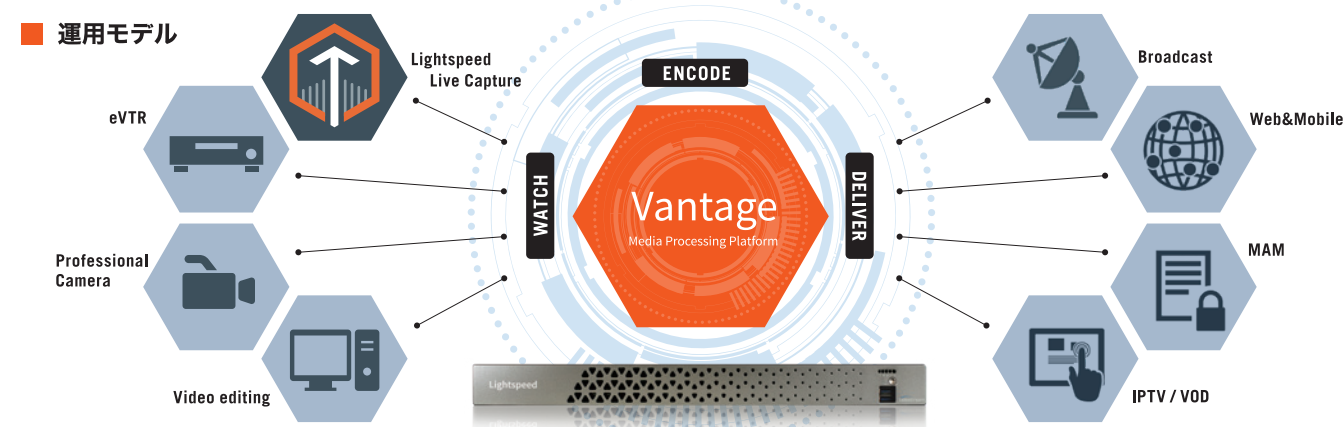 運用モデル
Lightspeed
Live Capture
eVTR
Professional
Camera
Video editing
ENCODE
WATCH
Vantage
Media Processing Platform
DELIVER
Lightspeed
Broadcast
Web&Mobile
MAM
IPTV / VOD